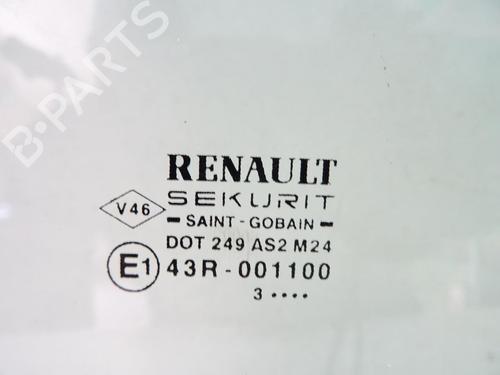 B-PARTS
RENAULT
SEKURIT
V46
- SAINT - GOBAIN -
DOT 249 AS2 M24
E1 43R - 001100
3 ••••